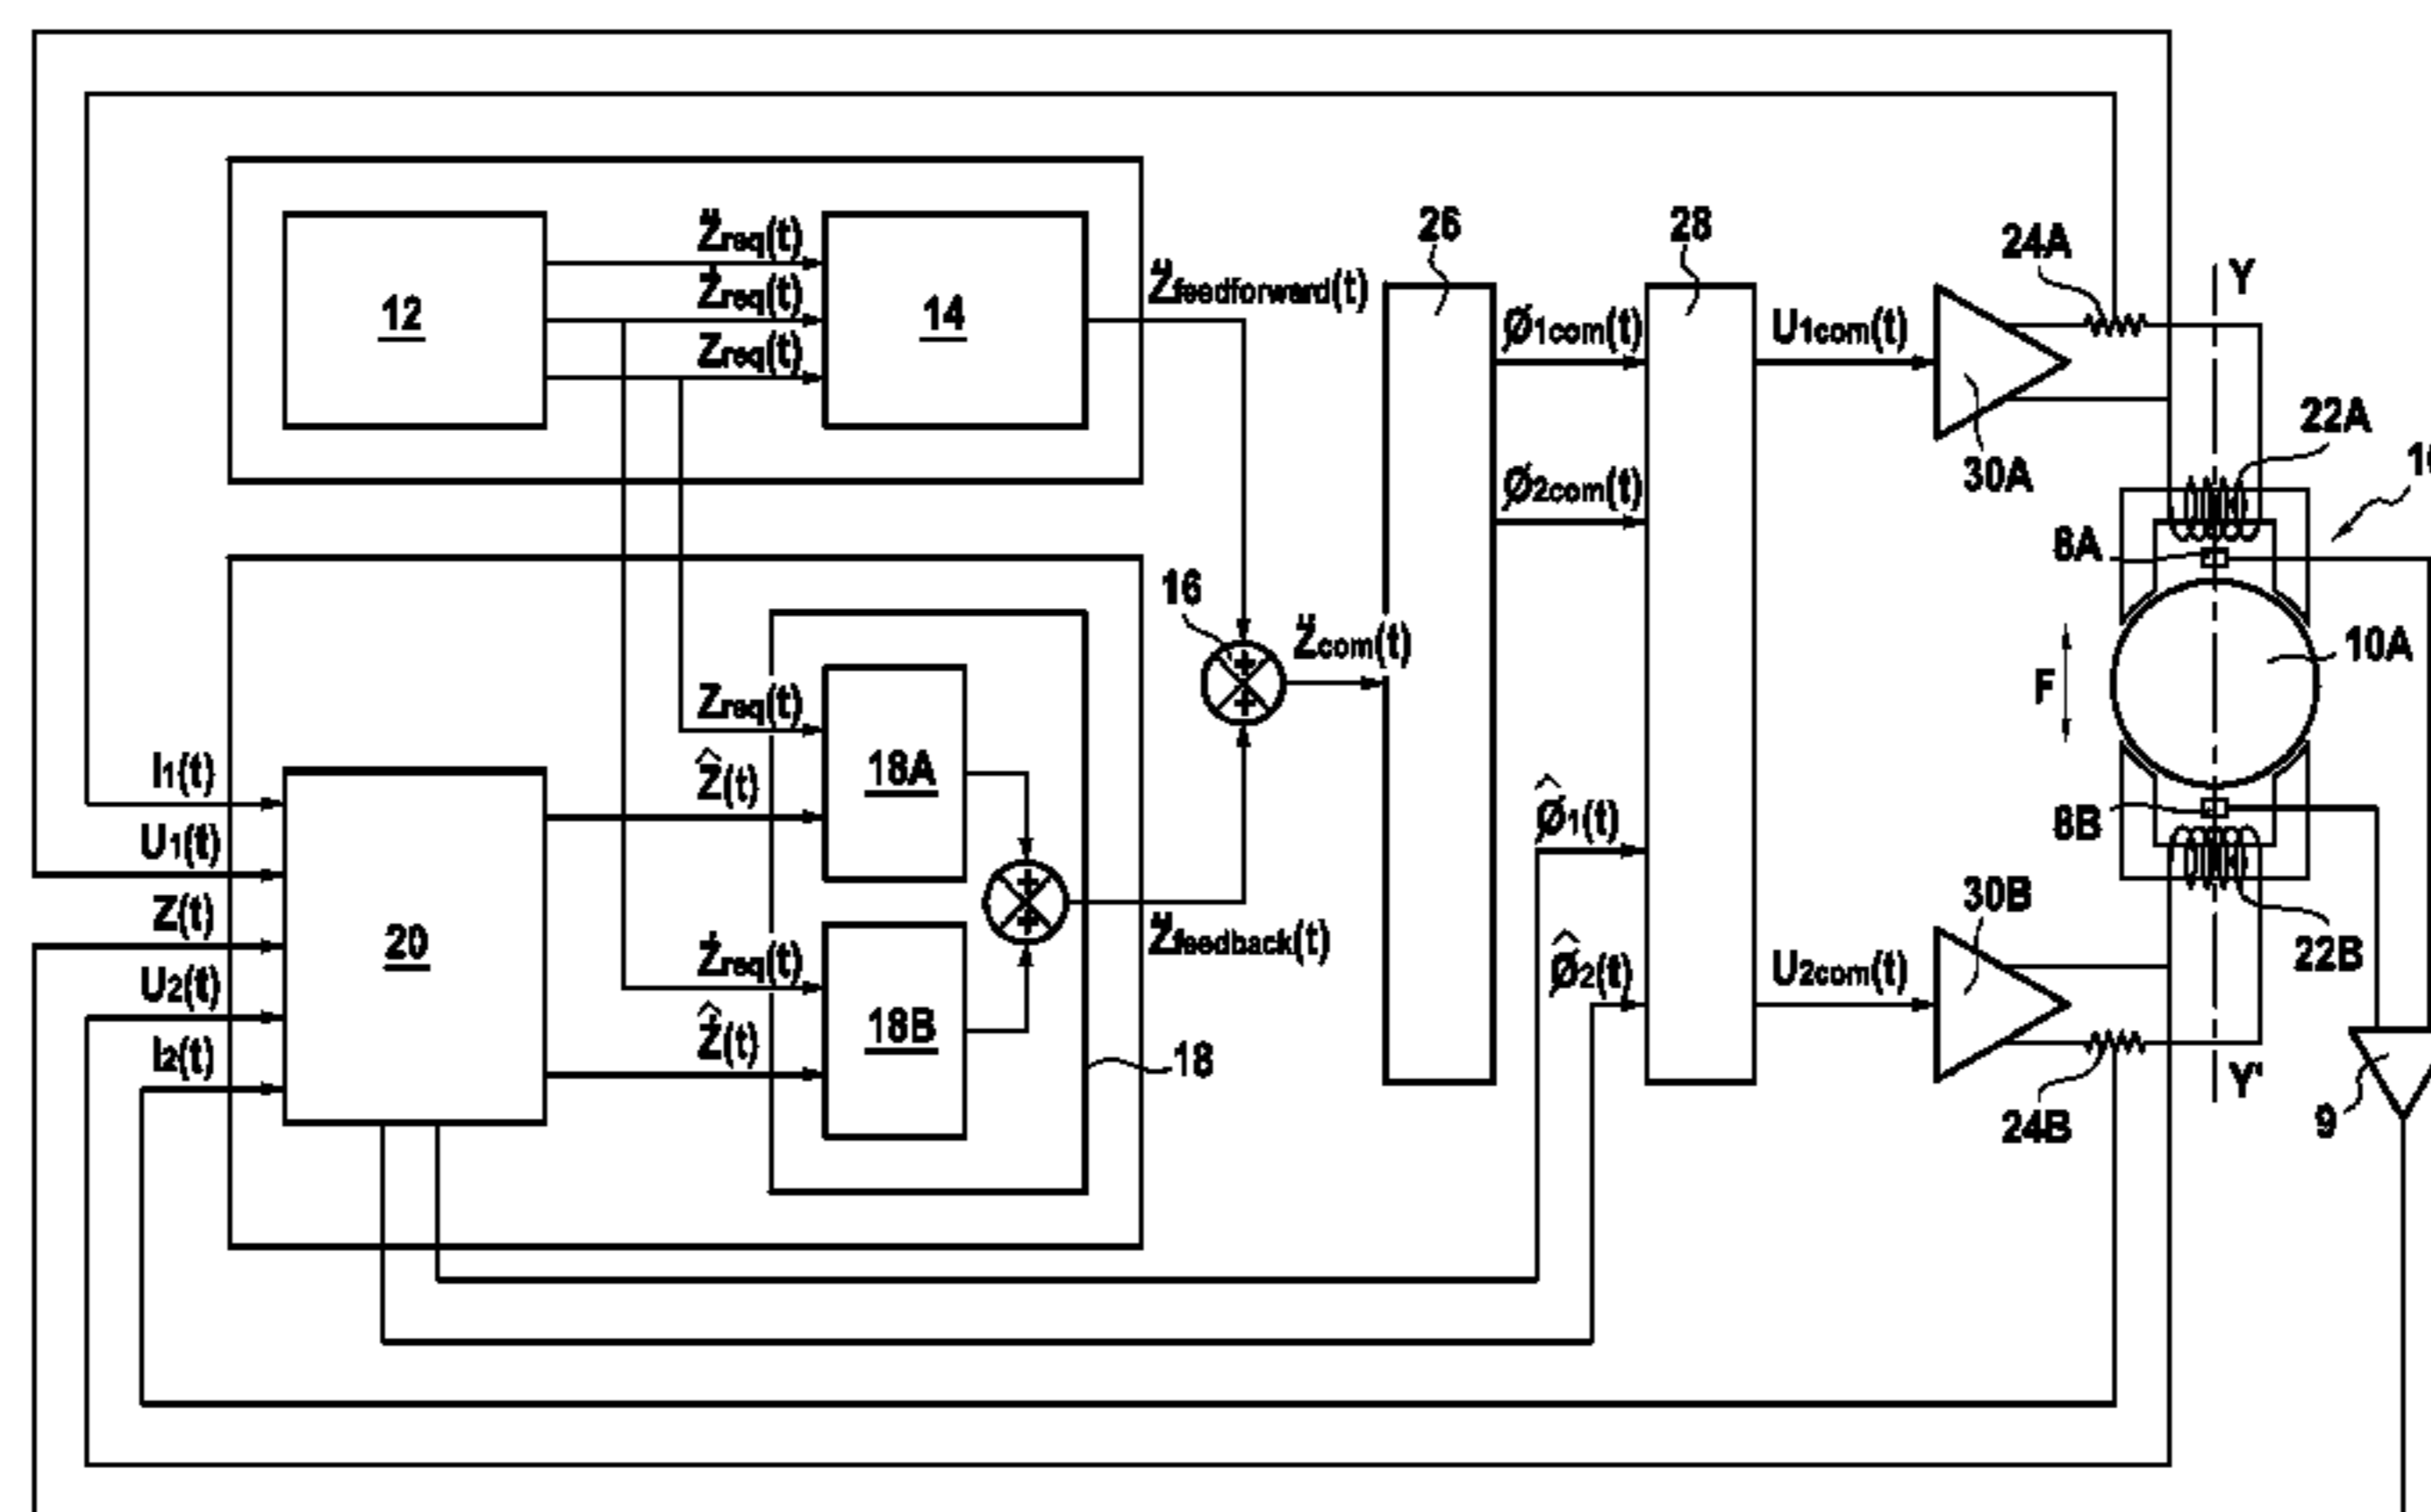 Z̈req(t)
26
28
24A
Y
12
Żreq(t)
14
Z̈feedforward(t)
Zreq(t)
Ø1com(t)
U1com(t)
22A
30A
Ø2com(t)
8A
16
Z̈com(t)
10A
F
Zreq(t)
I1(t)
Ẑ(t)
18A
Ø̂1(t)
8B
U1(t)
30B
Z(t)
20
Żreq(t)
Z̈feedback(t)
Ø̂2(t)
U2com(t)
22B
U2(t)
18B
I2(t)
Ẑ̇(t)
18
Y'
24B
9